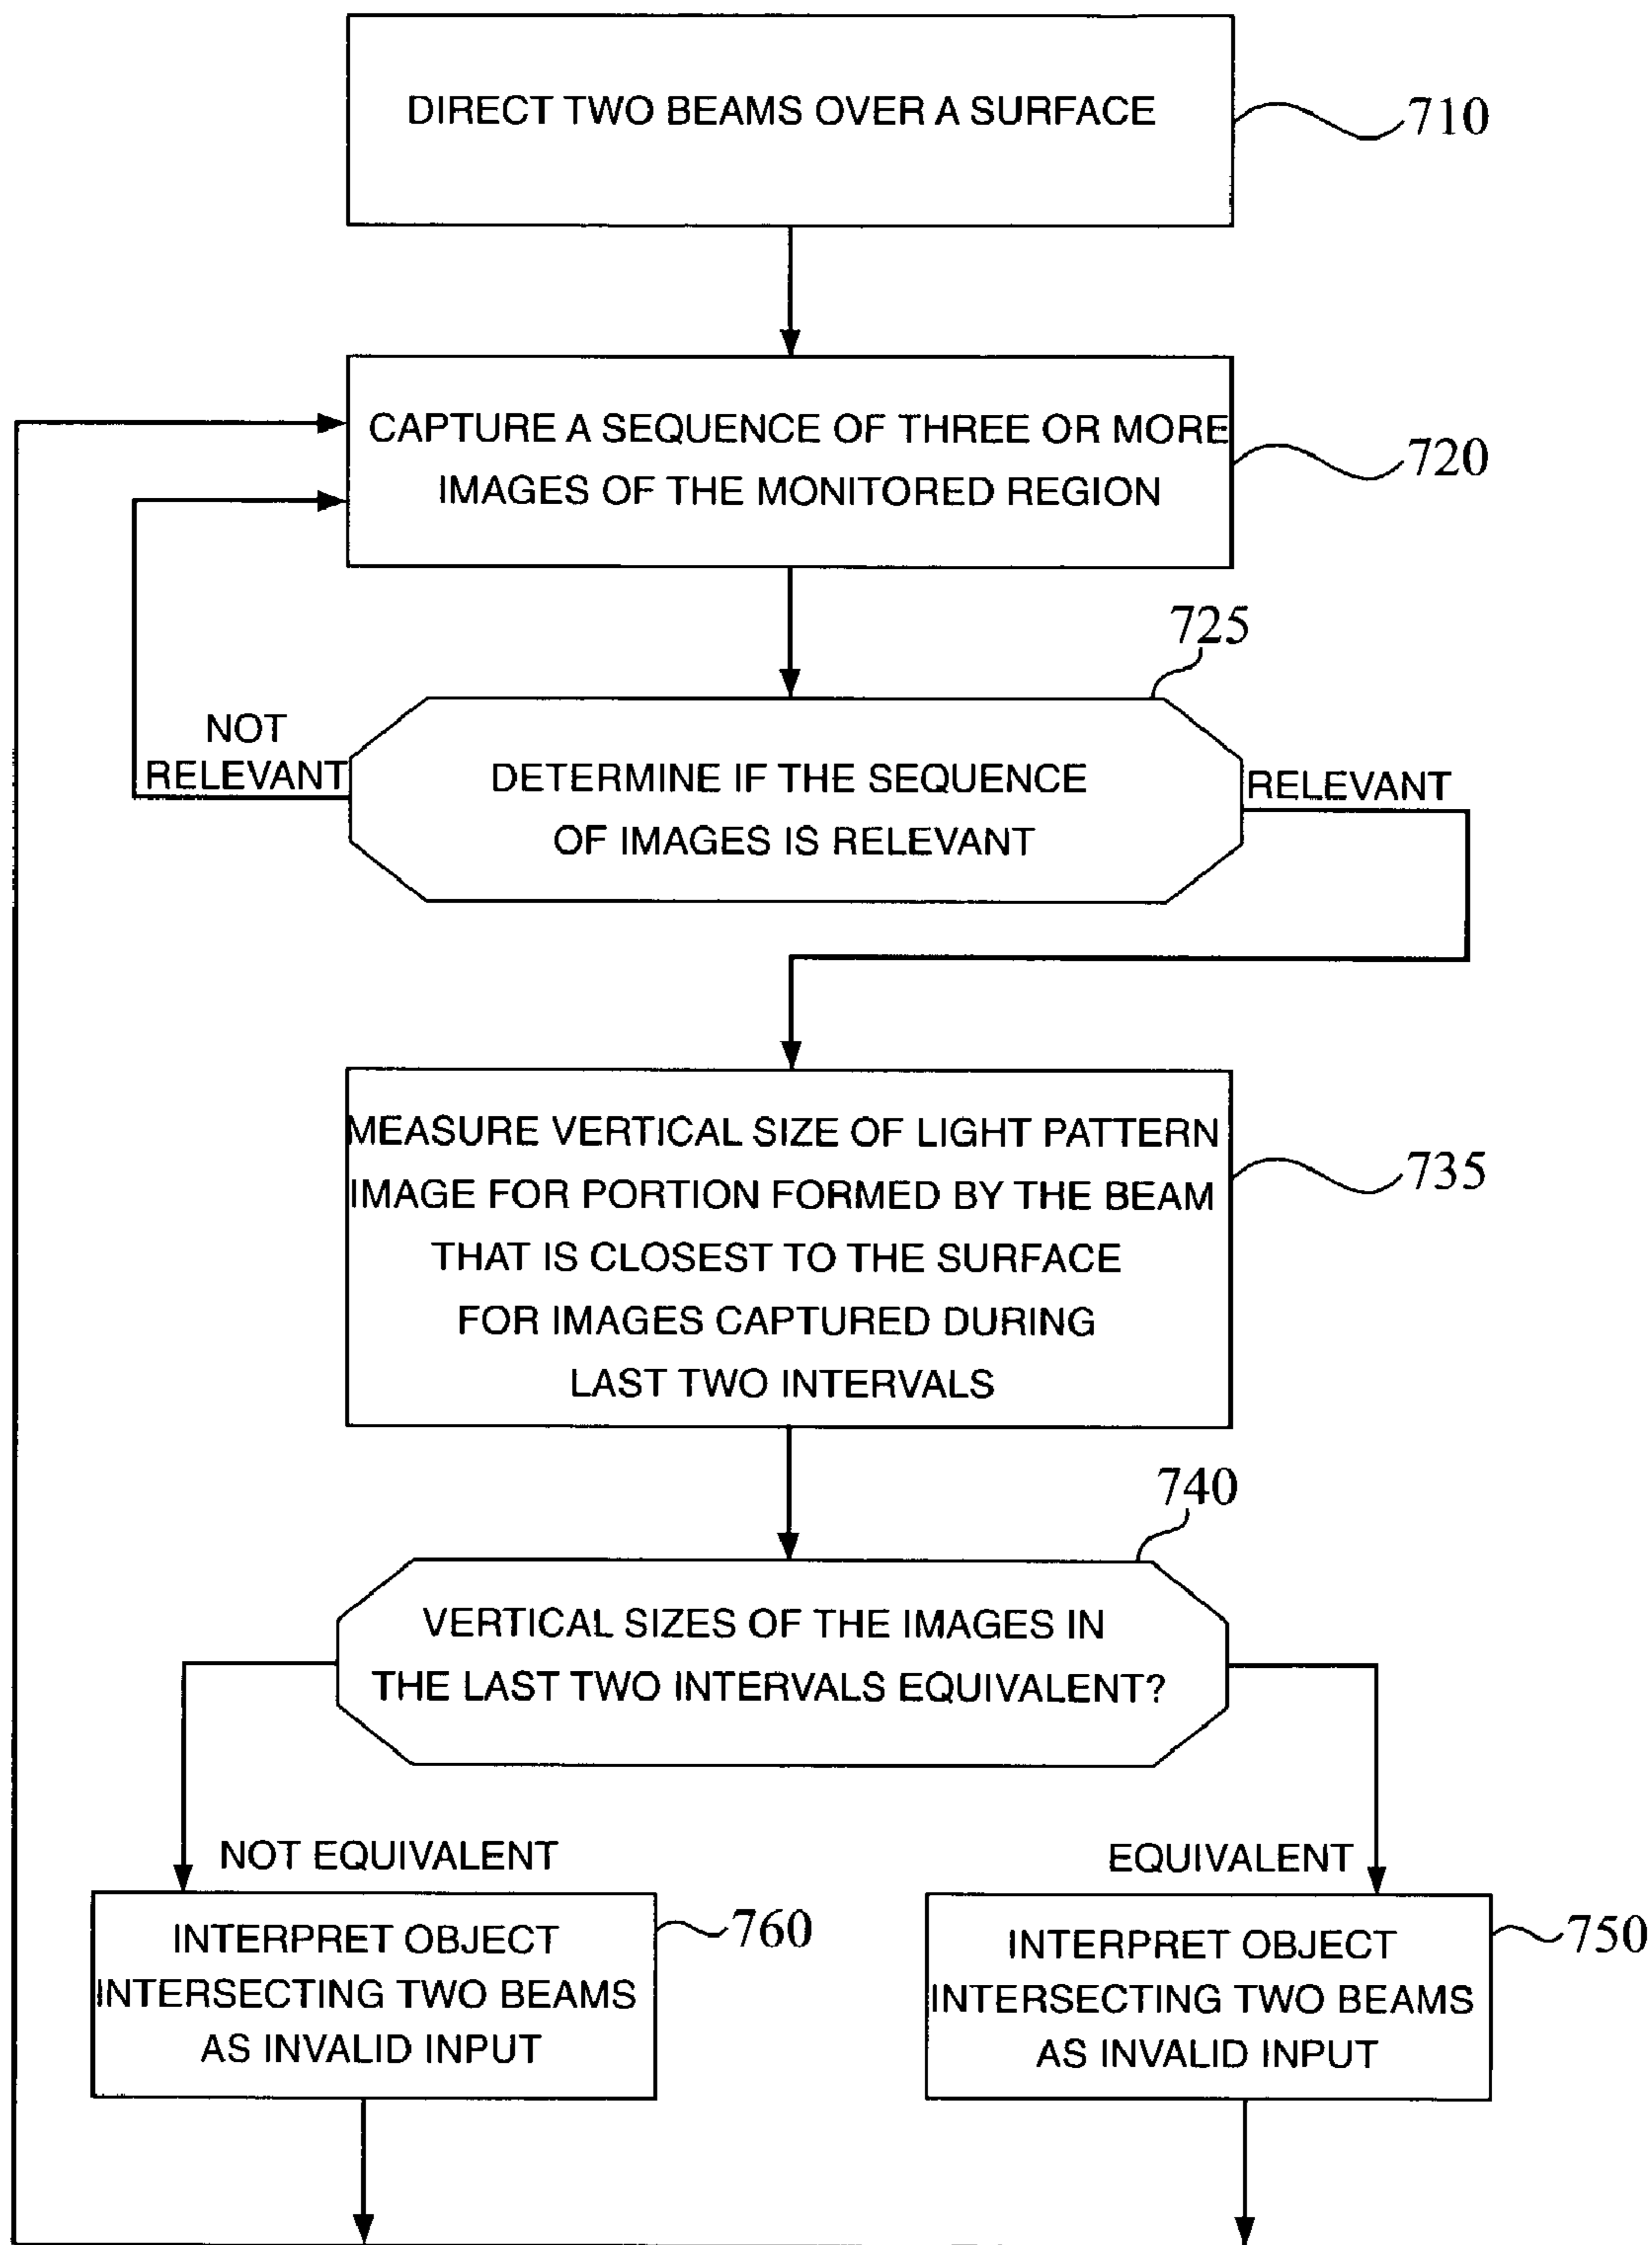 DIRECT TWO BEAMS OVER A SURFACE
710
CAPTURE A SEQUENCE OF THREE OR MORE
IMAGES OF THE MONITORED REGION
720
725
NOT
RELEVANT
DETERMINE IF THE SEQUENCE
OF IMAGES IS RELEVANT
RELEVANT
MEASURE VERTICAL SIZE OF LIGHT PATTERN
IMAGE FOR PORTION FORMED BY THE BEAM
THAT IS CLOSEST TO THE SURFACE
FOR IMAGES CAPTURED DURING
LAST TWO INTERVALS
735
740
VERTICAL SIZES OF THE IMAGES IN
THE LAST TWO INTERVALS EQUIVALENT?
NOT EQUIVALENT
EQUIVALENT
INTERPRET OBJECT
INTERSECTING TWO BEAMS
AS INVALID INPUT
760
INTERPRET OBJECT
INTERSECTING TWO BEAMS
AS INVALID INPUT
750